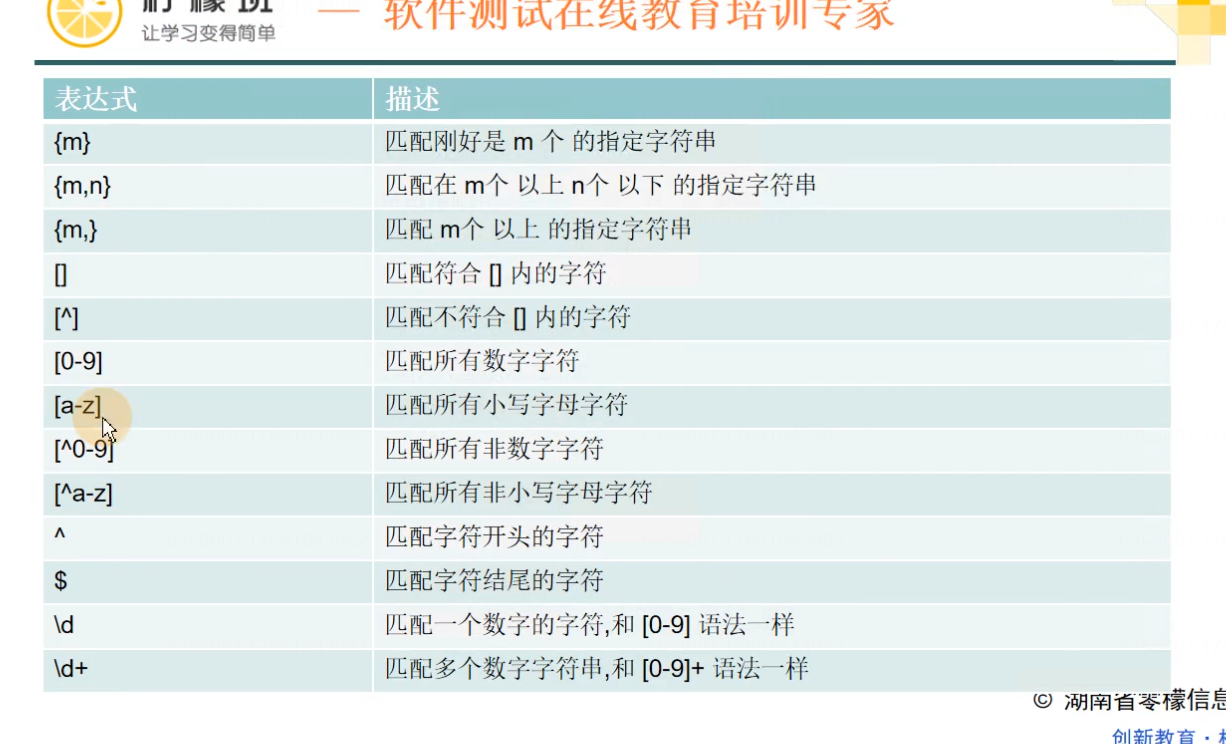 让学习变得简单
软件测试在线教育培训专家
表达式 描述
{m} 匹配刚好是 m 个 的指定字符串
{m,n} 匹配在 m个 以上 n个 以下 的指定字符串
{m,} 匹配 m个 以上 的指定字符串
[] 匹配符合 [] 内的字符
[^] 匹配不符合 [] 内的字符
[0-9] 匹配所有数字字符
[a-z] 匹配所有小写字母字符
[^0-9] 匹配所有非数字字符
[^a-z] 匹配所有非小写字母字符
^ 匹配字符开头的字符
$ 匹配字符结尾的字符
\d 匹配一个数字的字符,和 [0-9] 语法一样
\d+ 匹配多个数字字符串,和 [0-9]+ 语法一样
© 湖南省零檬信息
创新教育 ·